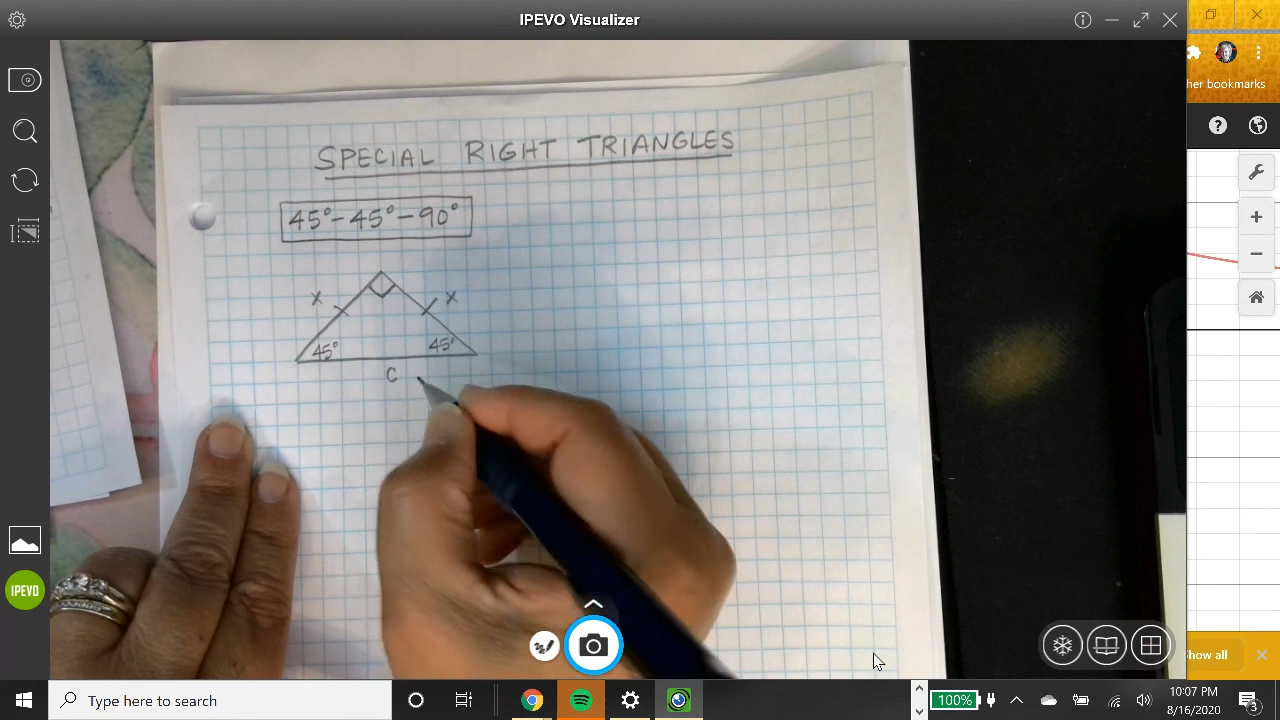 IPEVO Visualizer
her bookmarks
SPECIAL RIGHT TRIANGLES
45°-45°-90°
x
x
45°
45°
C
IPEVO
Show all
Type here to search
100%
10:07 PM
8/16/2020
3